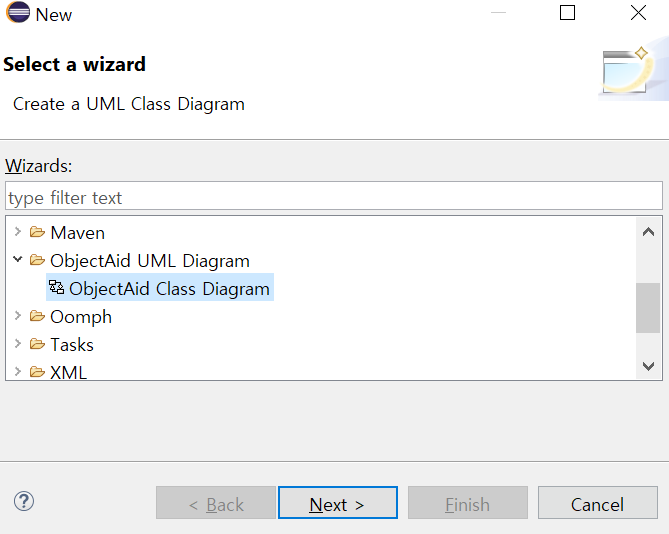 New
Select a wizard
Create a UML Class Diagram
Wizards:
type filter text
Maven
ObjectAid UML Diagram
ObjectAid Class Diagram
Oomph
Tasks
XML
?
< Back
Next >
Finish
Cancel